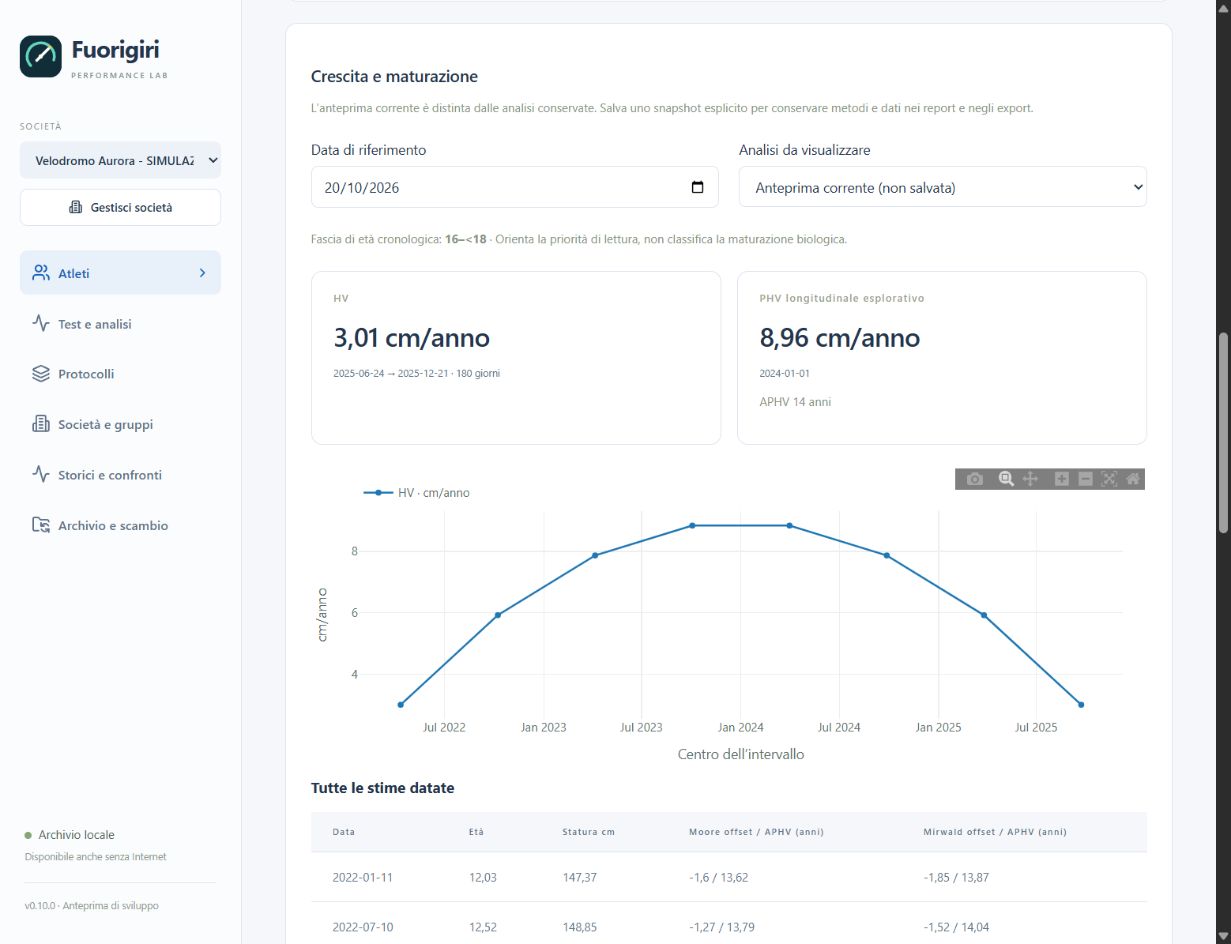 Fuorigiri
PERFORMANCE LAB
SOCIETÀ
Velodromo Aurora - SIMULAZ
Gestisci società
Atleti
Test e analisi
Protocolli
Società e gruppi
Storici e confronti
Archivio e scambio
Archivio locale
Disponibile anche senza Internet
v0.10.0 · Anteprima di sviluppo
Crescita e maturazione
L'anteprima corrente è distinta dalle analisi conservate. Salva uno snapshot esplicito per conservare metodi e dati nei report e negli export.
Data di riferimento
Analisi da visualizzare
20/10/2026
Anteprima corrente (non salvata)
Fascia di età cronologica: 16–<18 · Orienta la priorità di lettura, non classifica la maturazione biologica.
HV
3,01 cm/anno
2025-06-24 → 2025-12-21 · 180 giorni
PHV longitudinale esplorativo
8,96 cm/anno
2024-01-01
APHV 14 anni
HV · cm/anno
8
6
4
cm/anno
Jul 2022 Jan 2023 Jul 2023 Jan 2024 Jul 2024 Jan 2025 Jul 2025
Centro dell'intervallo
Tutte le stime datate
Data Età Statura cm Moore offset / APHV (anni) Mirwald offset / APHV (anni)
2022-01-11 12,03 147,37 -1,6 / 13,62 -1,85 / 13,87
2022-07-10 12,52 148,85 -1,27 / 13,79 -1,52 / 14,04